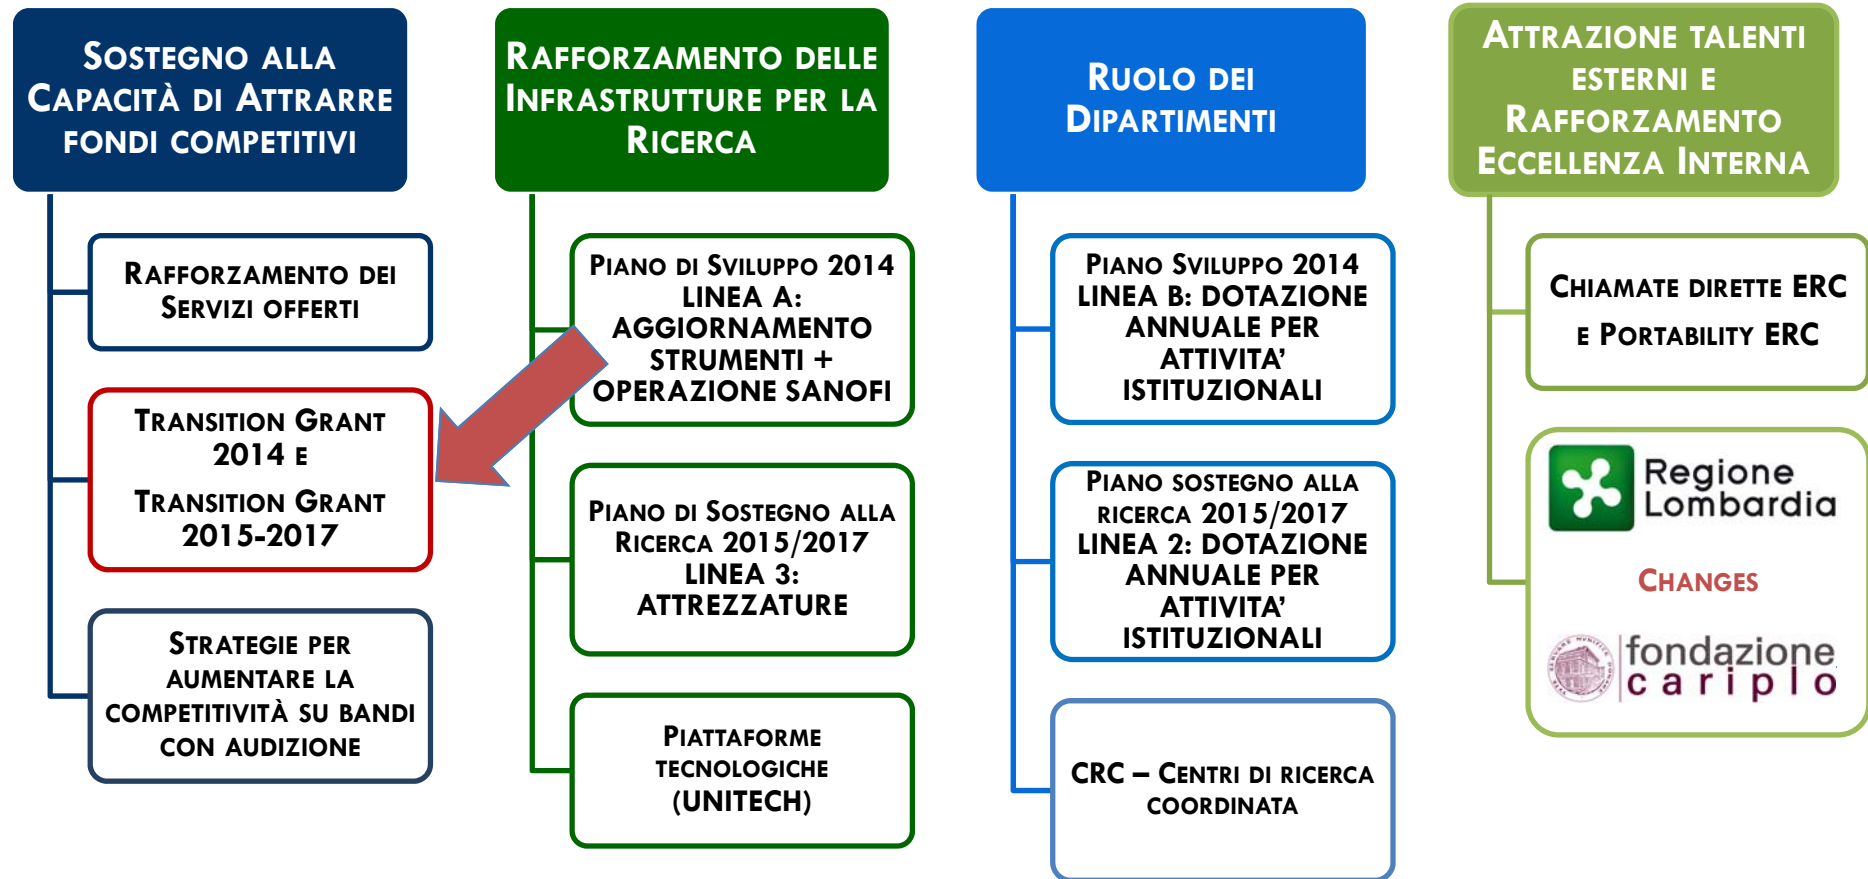 SOSTEGNO ALLA
CAPACITÀ DI ATTRARRE
FONDI COMPETITIVI
RAFFORZAMENTO DEI
SERVIZI OFFERTI
TRANSITION GRANT
2014 E
TRANSITION GRANT
2015-2017
STRATEGIE PER
AUMENTARE LA
COMPETITIVITÀ SU BANDI
CON AUDIZIONE
RAFFORZAMENTO DELLE
INFRASTRUTTURE PER LA
RICERCA
PIANO DI SVILUPPO 2014
LINEA A:
AGGIORNAMENTO
STRUMENTI +
OPERAZIONE SANOFI
PIANO DI SOSTEGNO ALLA
RICERCA 2015/2017
LINEA 3:
ATTREZZATURE
PIATTAFORME
TECNOLOGICHE
(UNITECH)
RUOLO DEI
DIPARTIMENTI
PIANO SVILUPPO 2014
LINEA B: DOTAZIONE
ANNUALE PER
ATTIVITA’
ISTITUZIONALI
PIANO SOSTEGNO ALLA
RICERCA 2015/2017
LINEA 2: DOTAZIONE
ANNUALE PER
ATTIVITA’
ISTITUZIONALI
CRC – CENTRI DI RICERCA
COORDINATA
ATTRAZIONE TALENTI
ESTERNI E
RAFFORZAMENTO
ECCELLENZA INTERNA
CHIAMATE DIRETTE ERC
E PORTABILITY ERC
Regione
Lombardia
CHANGES
fondazione
cariplo